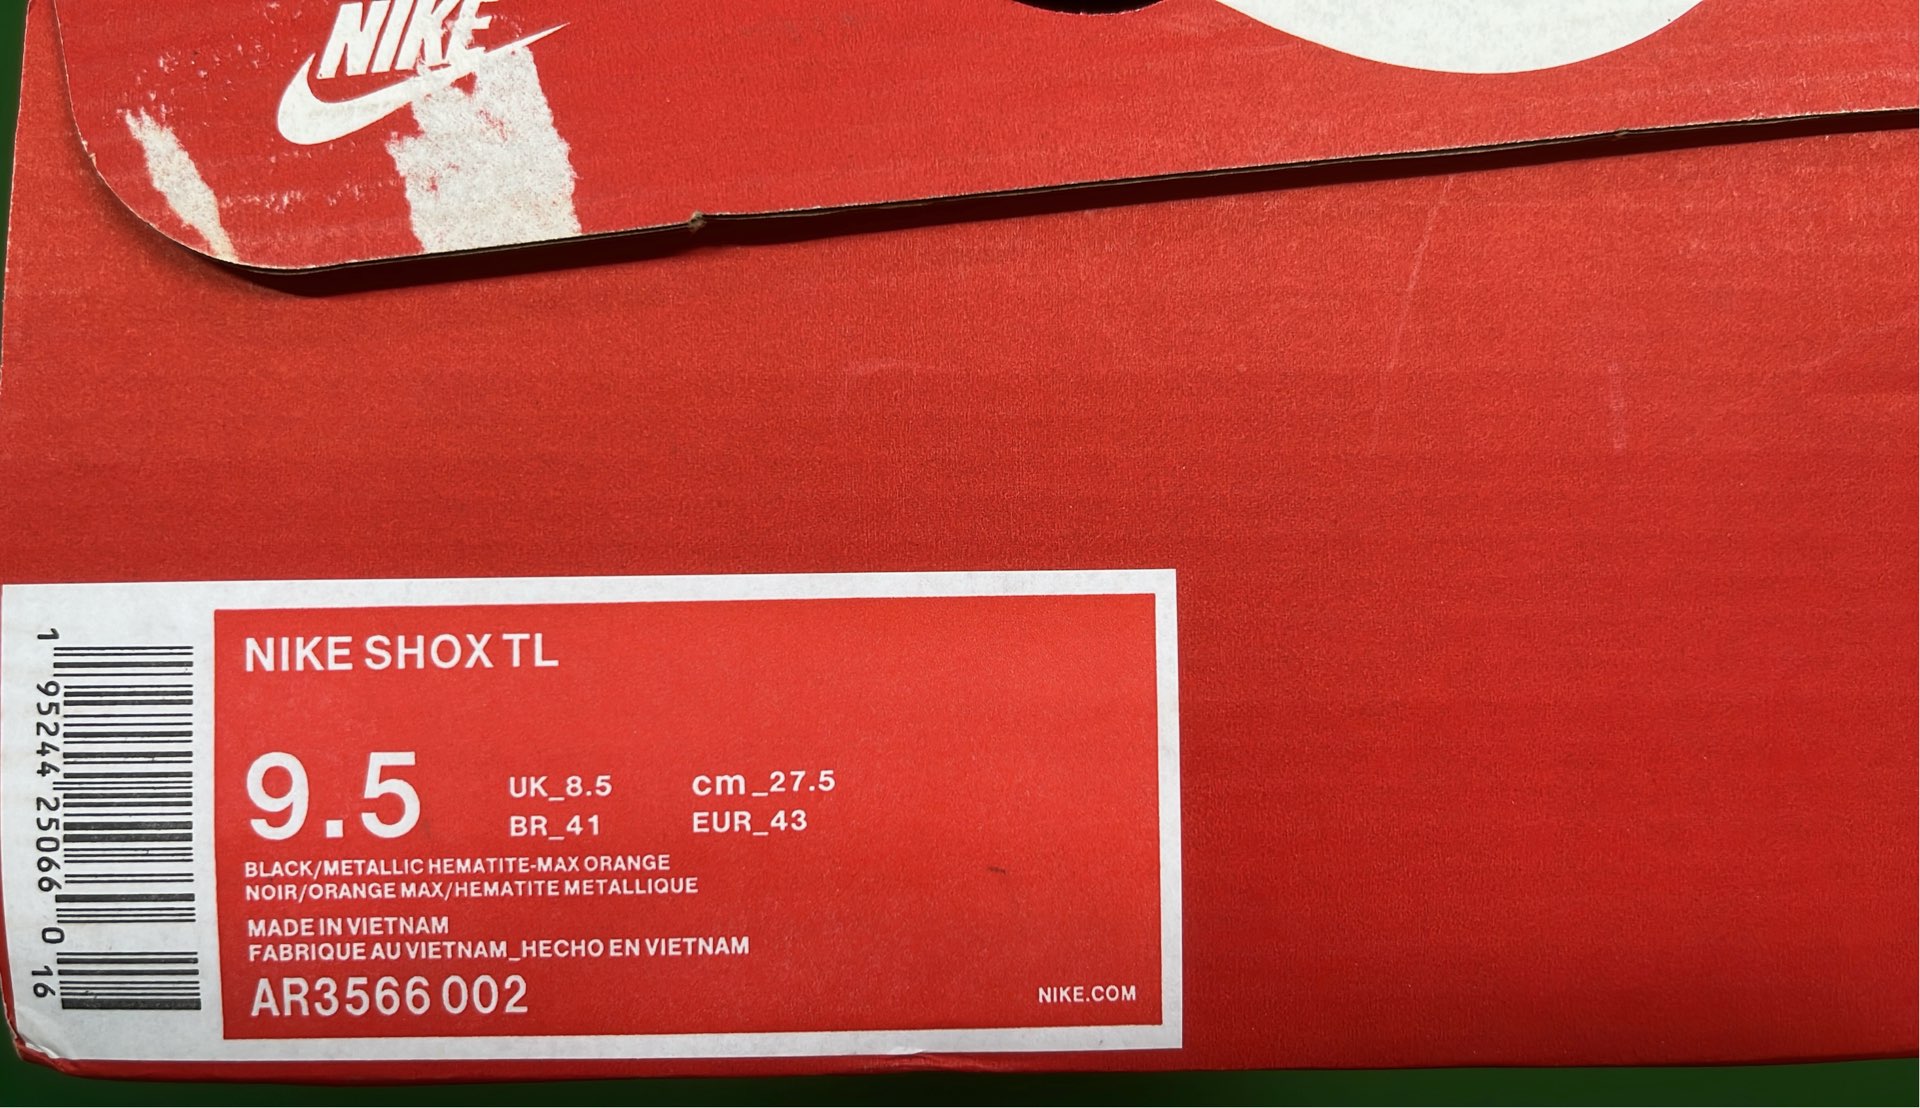 NIKE
NIKE SHOX TL
9.5
UK_8.5 cm_27.5
BR_41 EUR_43
BLACK/METALLIC HEMATITE-MAX ORANGE
NOIR/ORANGE MAX/HEMATITE METALLIQUE
MADE IN VIETNAM
FABRIQUE AU VIETNAM_HECHO EN VIETNAM
AR3566 002
NIKE.COM
1 95244 25066 0 16